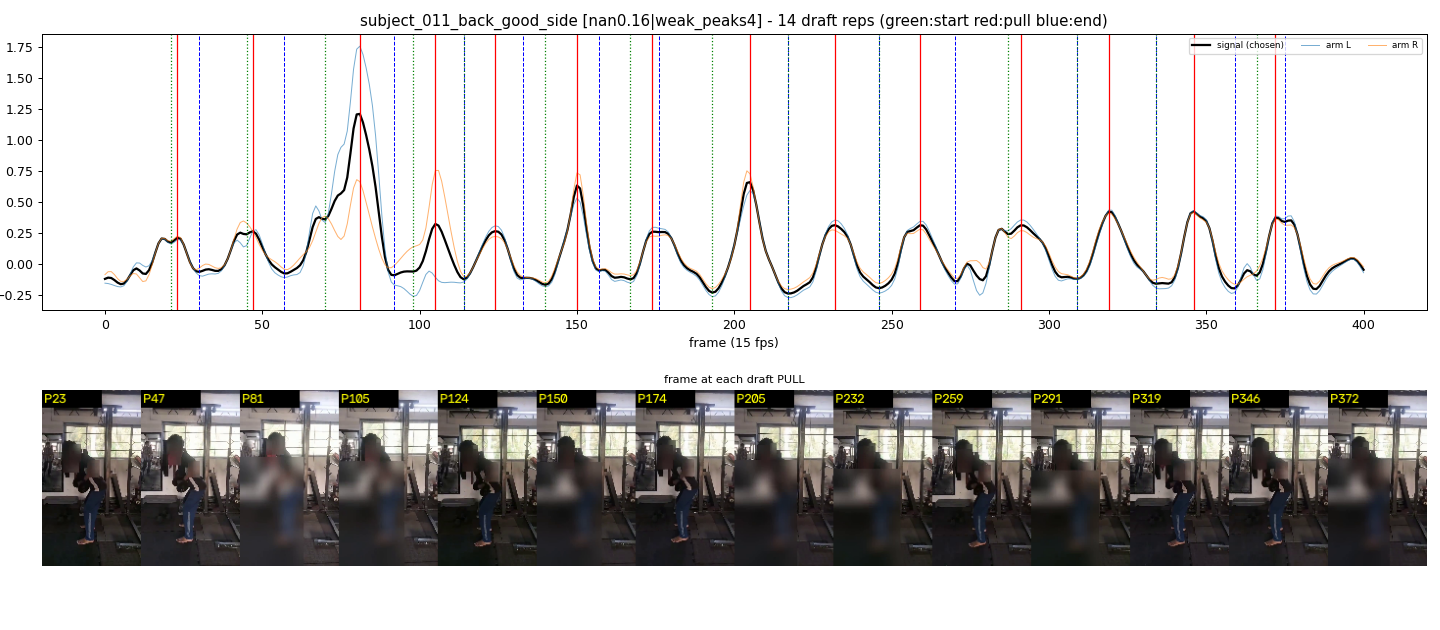 subject_011_back_good_side [nan0.16|weak_peaks4] - 14 draft reps (green:start red:pull blue:end)
signal (chosen) arm L arm R
1.75
1.50
1.25
1.00
0.75
0.50
0.25
0.00
−0.25
0 50 100 150 200 250 300 350 400
frame (15 fps)
frame at each draft PULL
P23 P47 P81 P105 P124 P150 P174 P205 P232 P259 P291 P319 P346 P372